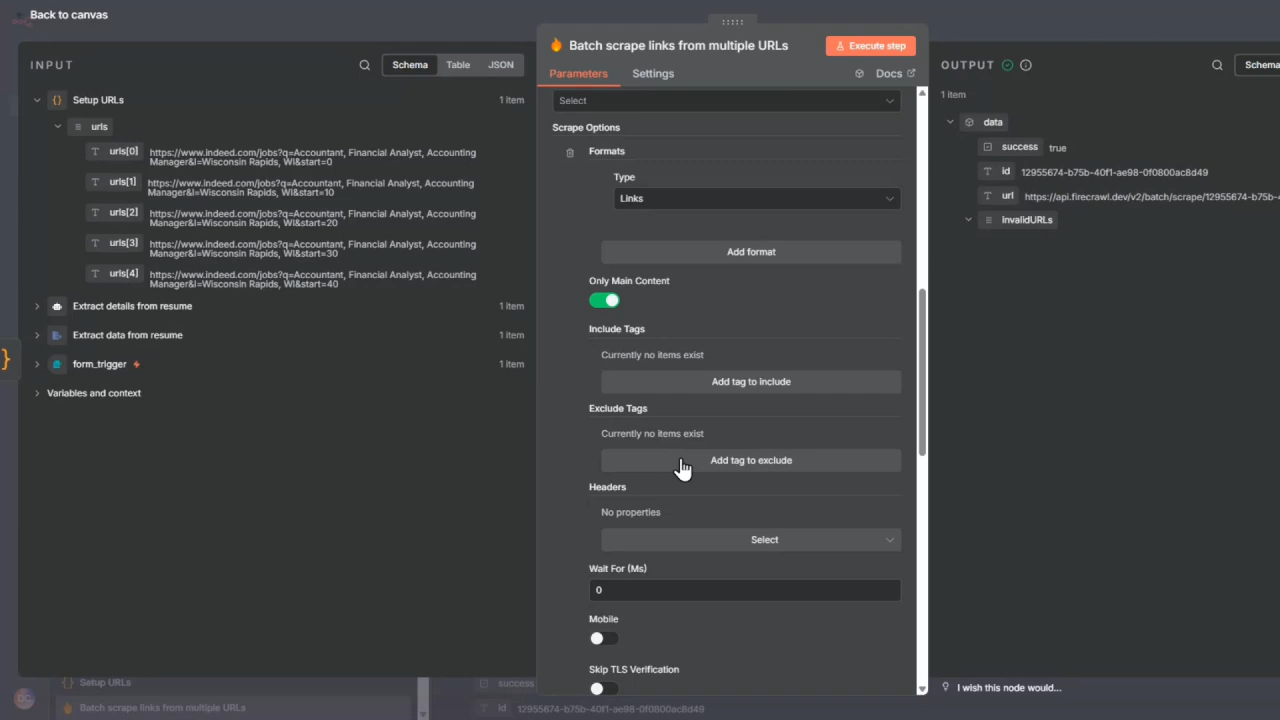 Back to canvas
INPUT
Schema
Table
JSON
Setup URLs
1 item
urls
urls[0]
https://www.indeed.com/jobs?q=Accountant, Financial Analyst, Accounting
Manager&l=Wisconsin Rapids, WI&start=0
urls[1]
https://www.indeed.com/jobs?q=Accountant, Financial Analyst, Accounting
Manager&l=Wisconsin Rapids, WI&start=10
urls[2]
https://www.indeed.com/jobs?q=Accountant, Financial Analyst, Accounting
Manager&l=Wisconsin Rapids, WI&start=20
urls[3]
https://www.indeed.com/jobs?q=Accountant, Financial Analyst, Accounting
Manager&l=Wisconsin Rapids, WI&start=30
urls[4]
https://www.indeed.com/jobs?q=Accountant, Financial Analyst, Accounting
Manager&l=Wisconsin Rapids, WI&start=40
Extract details from resume
1 item
Extract data from resume
1 item
form_trigger
1 item
Variables and context
Batch scrape links from multiple URLs
Execute step
Parameters
Settings
Docs
Select
Scrape Options
Formats
Type
Links
Add format
Only Main Content
Include Tags
Currently no items exist
Add tag to include
Exclude Tags
Currently no items exist
Add tag to exclude
Headers
No properties
Select
Wait For (Ms)
0
Mobile
Skip TLS Verification
OUTPUT
Schema
1 item
data
success
true
id
12955674-b75b-40f1-ae98-0f0800ac8d49
url
https://api.firecrawl.dev/v2/batch/scrape/12955674-b75b-4
invalidURLs
I wish this node would...
DC
Setup URLs
Batch scrape links from multiple URLs
success
id
12955674-b75b-40f1-ae98-0f0800ac8d49